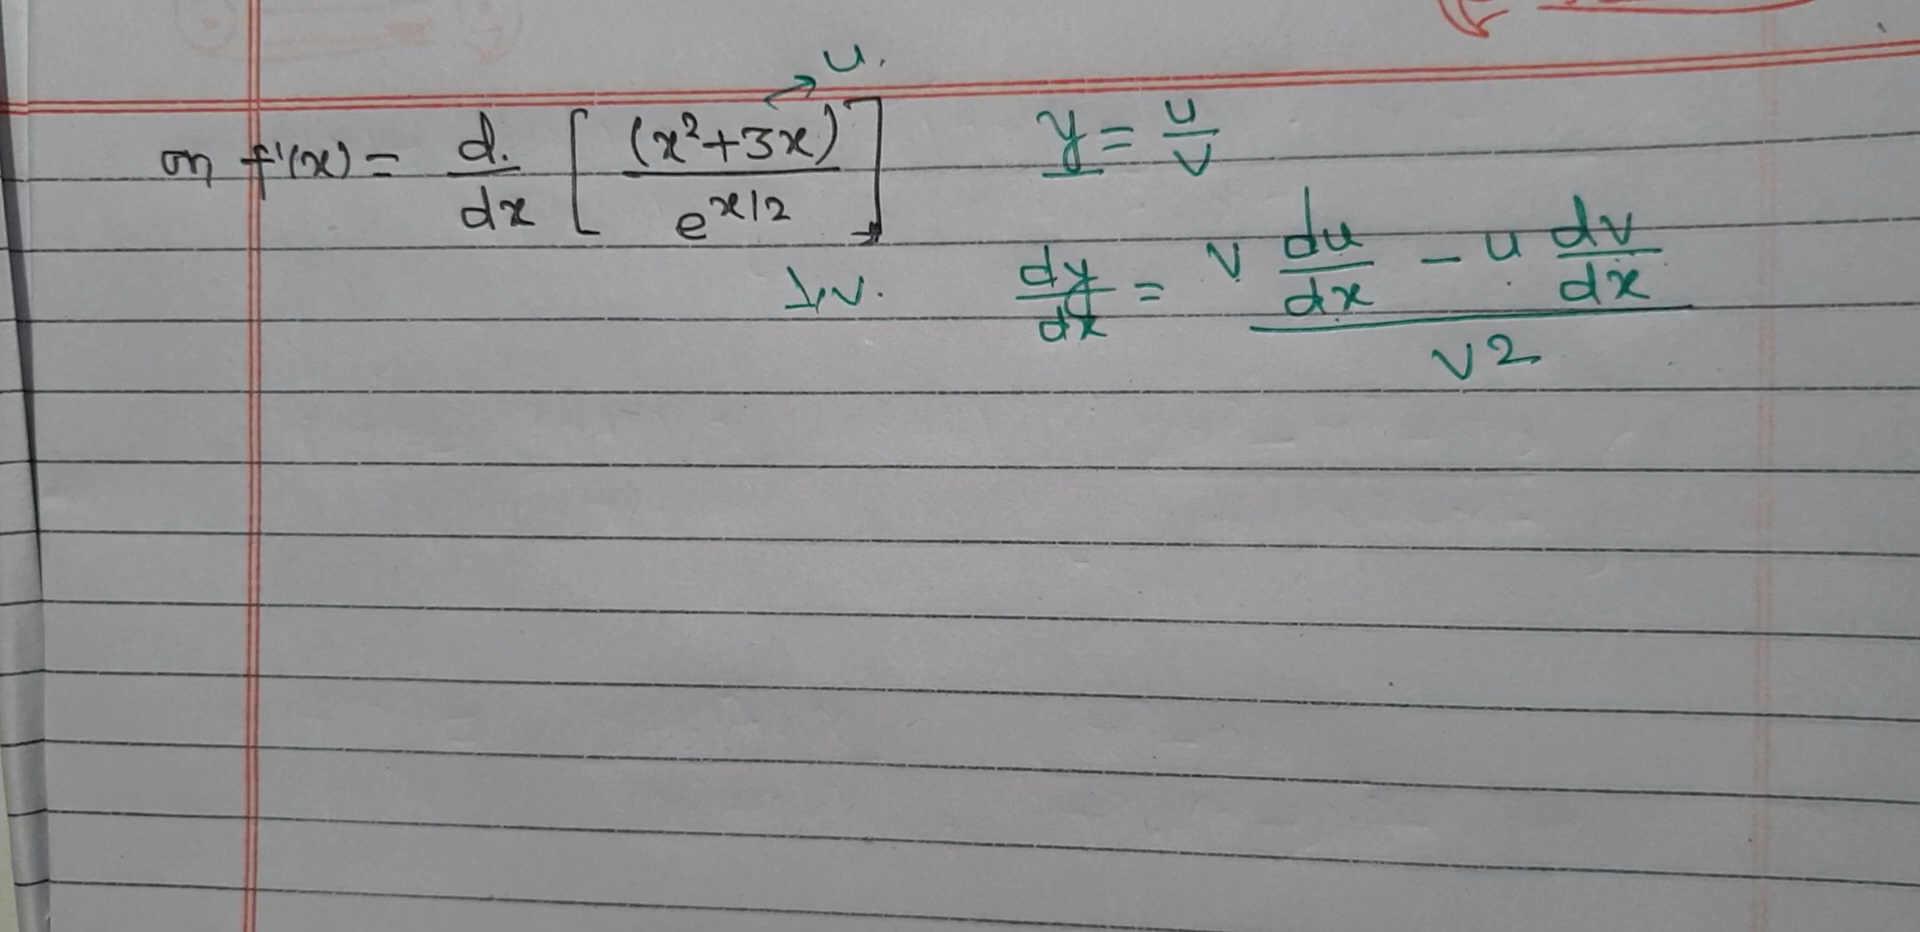 on f'(x) = d/dx [ (x²+3x) / e^x/2 ] → u.
y = u/v
↓v.
dy/dx = (v du/dx - u dv/dx) / v2